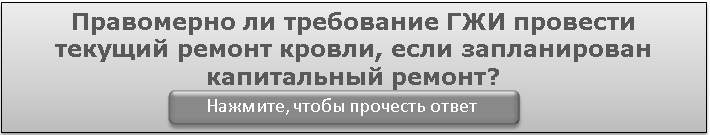 Правомерно ли требование ГЖИ провести
текущий ремонт кровли, если запланирован
капитальный ремонт?
Нажмите, чтобы прочесть ответ